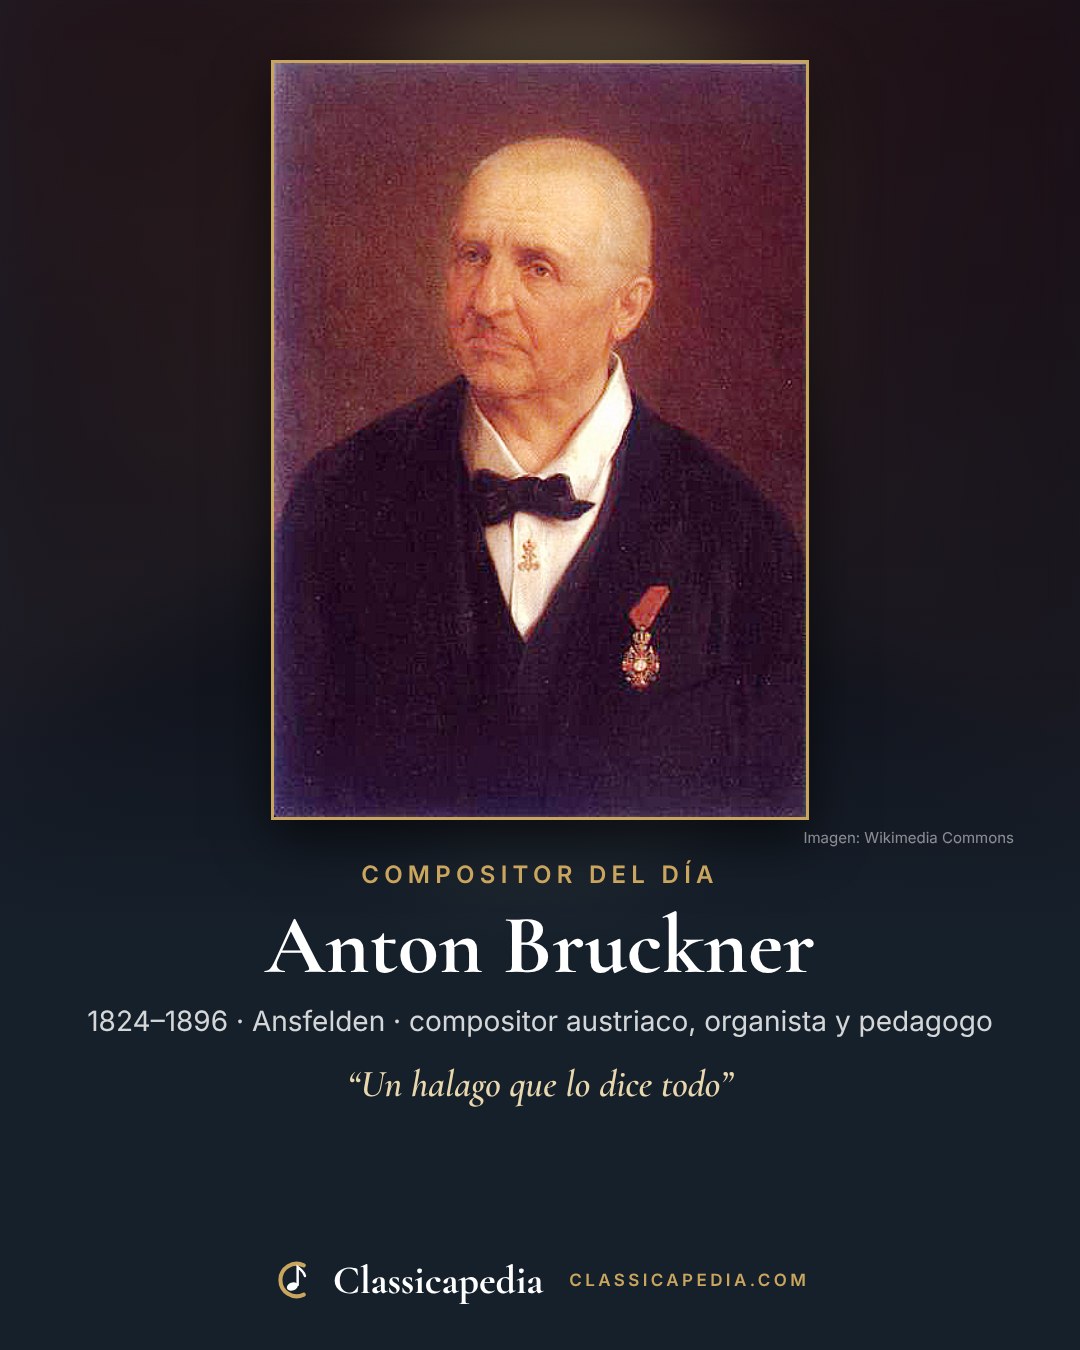 Imagen: Wikimedia Commons
COMPOSITOR DEL DÍA
Anton Bruckner
1824–1896 · Ansfelden · compositor austriaco, organista y pedagogo
“Un halago que lo dice todo”
Classicapedia CLASSICAPEDIA.COM